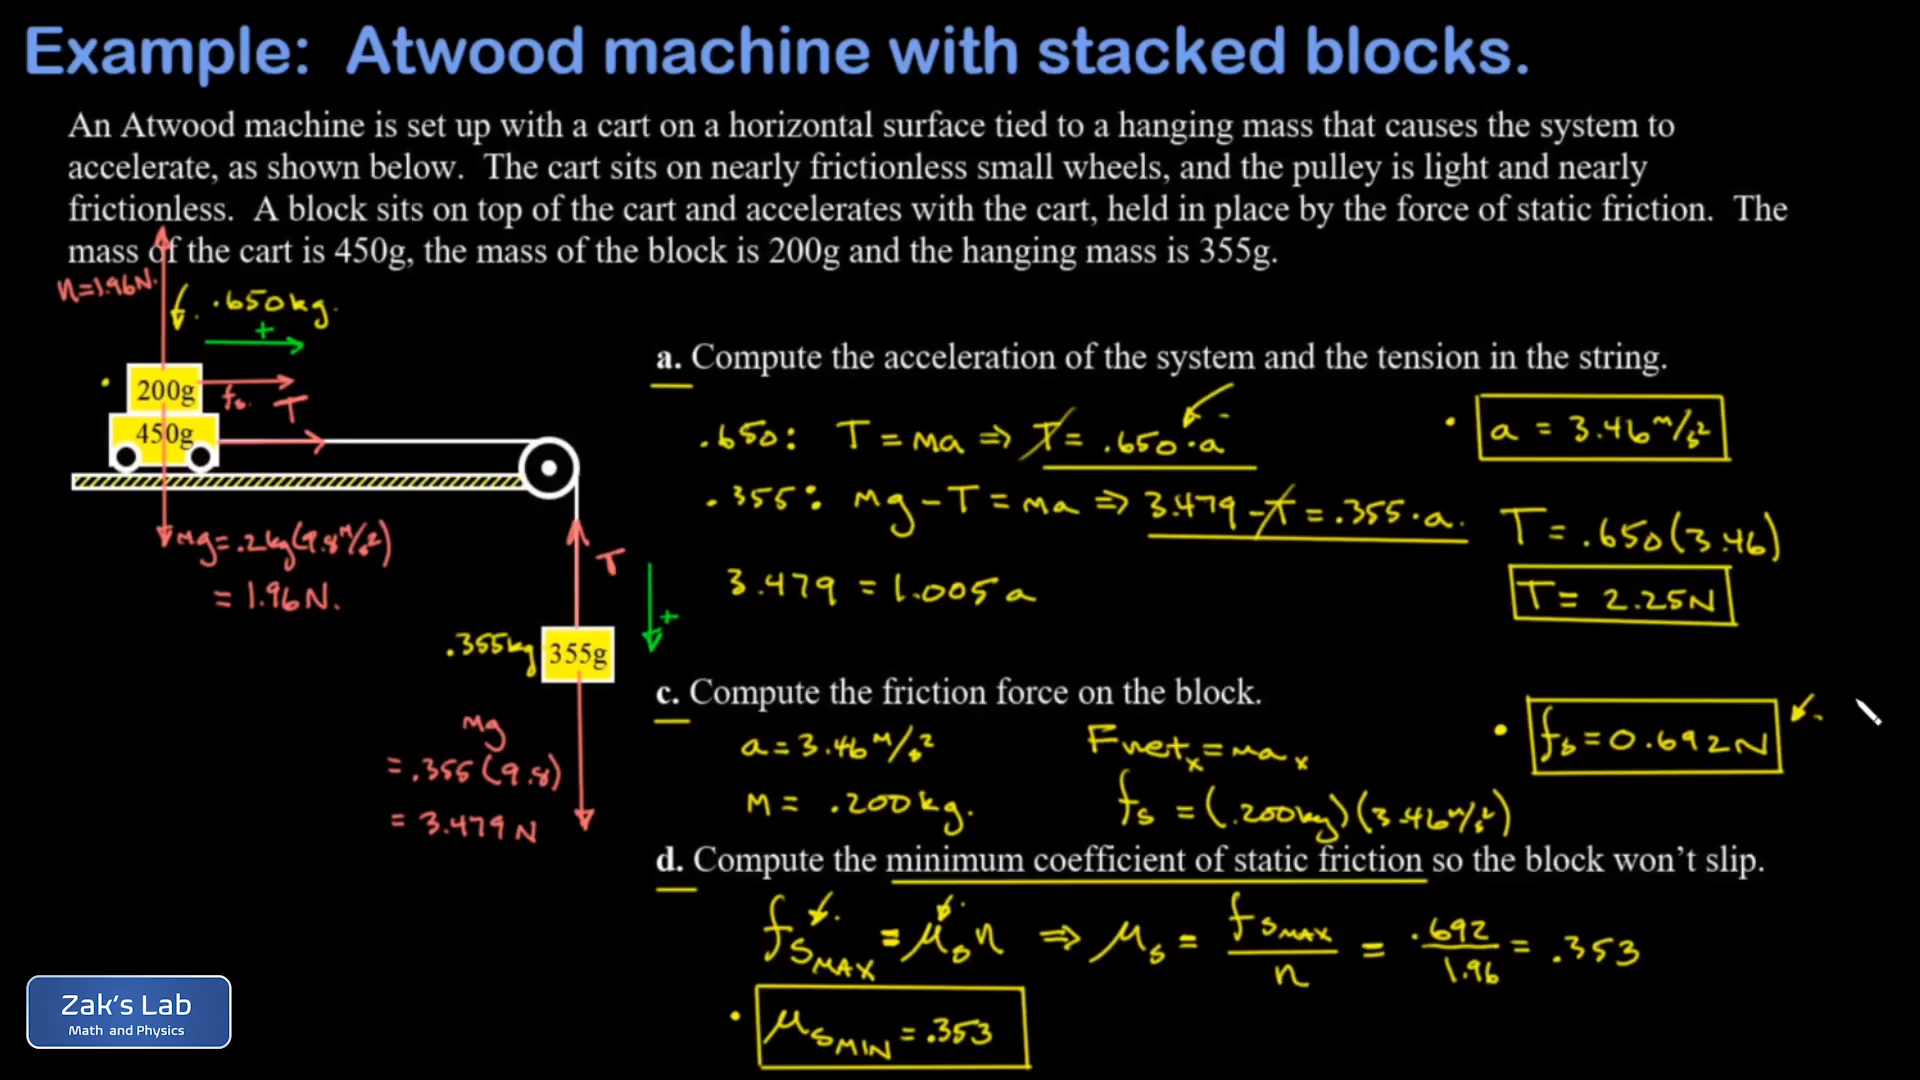 Example: Atwood machine with stacked blocks.
An Atwood machine is set up with a cart on a horizontal surface tied to a hanging mass that causes the system to
accelerate, as shown below. The cart sits on nearly frictionless small wheels, and the pulley is light and nearly
frictionless. A block sits on top of the cart and accelerates with the cart, held in place by the force of static friction. The
mass of the cart is 450g, the mass of the block is 200g and the hanging mass is 355g.
n=1.96N.
.650kg.
+
200g
fs
T
450g
mg=.2kg(9.8m/s²)
= 1.96N.
T
+
.355kg
355g
mg
= .355(9.8)
= 3.479N
a. Compute the acceleration of the system and the tension in the string.
.650: T = ma ⇒ T = .650·a
a = 3.46 m/s²
.355: mg - T = ma ⇒ 3.479 - T = .355·a.
T = .650(3.46)
3.479 = 1.005a
T = 2.25N
c. Compute the friction force on the block.
a = 3.46 m/s²
Fnetx = max
fs = 0.692N
m = .200kg.
fs = (.200kg)(3.46m/s²)
d. Compute the minimum coefficient of static friction so the block won't slip.
fsMAX = μsn ⇒ μs = fsMAX/n = .692/1.96 = .353
μsMIN = .353
Zak's Lab
Math and Physics